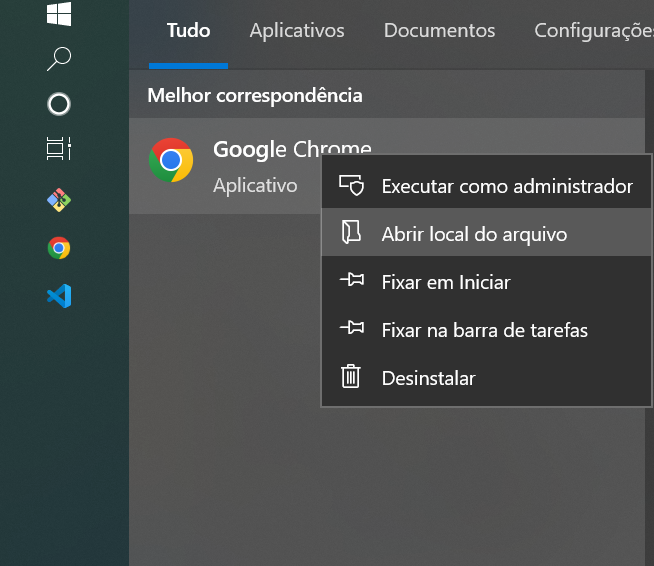 Tudo Aplicativos Documentos Configurações
Melhor correspondência
Google Chrome
Aplicativo
Executar como administrador
Abrir local do arquivo
Fixar em Iniciar
Fixar na barra de tarefas
Desinstalar